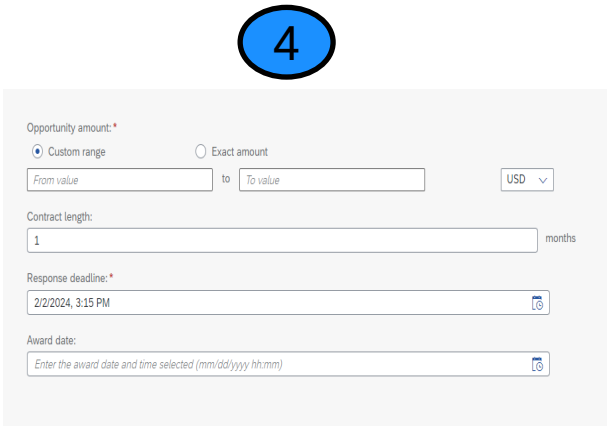 4
Opportunity amount:*
Custom range Exact amount
From value to To value USD
Contract length:
1 months
Response deadline:*
2/2/2024, 3:15 PM
Award date:
Enter the award date and time selected (mm/dd/yyyy hh:mm)